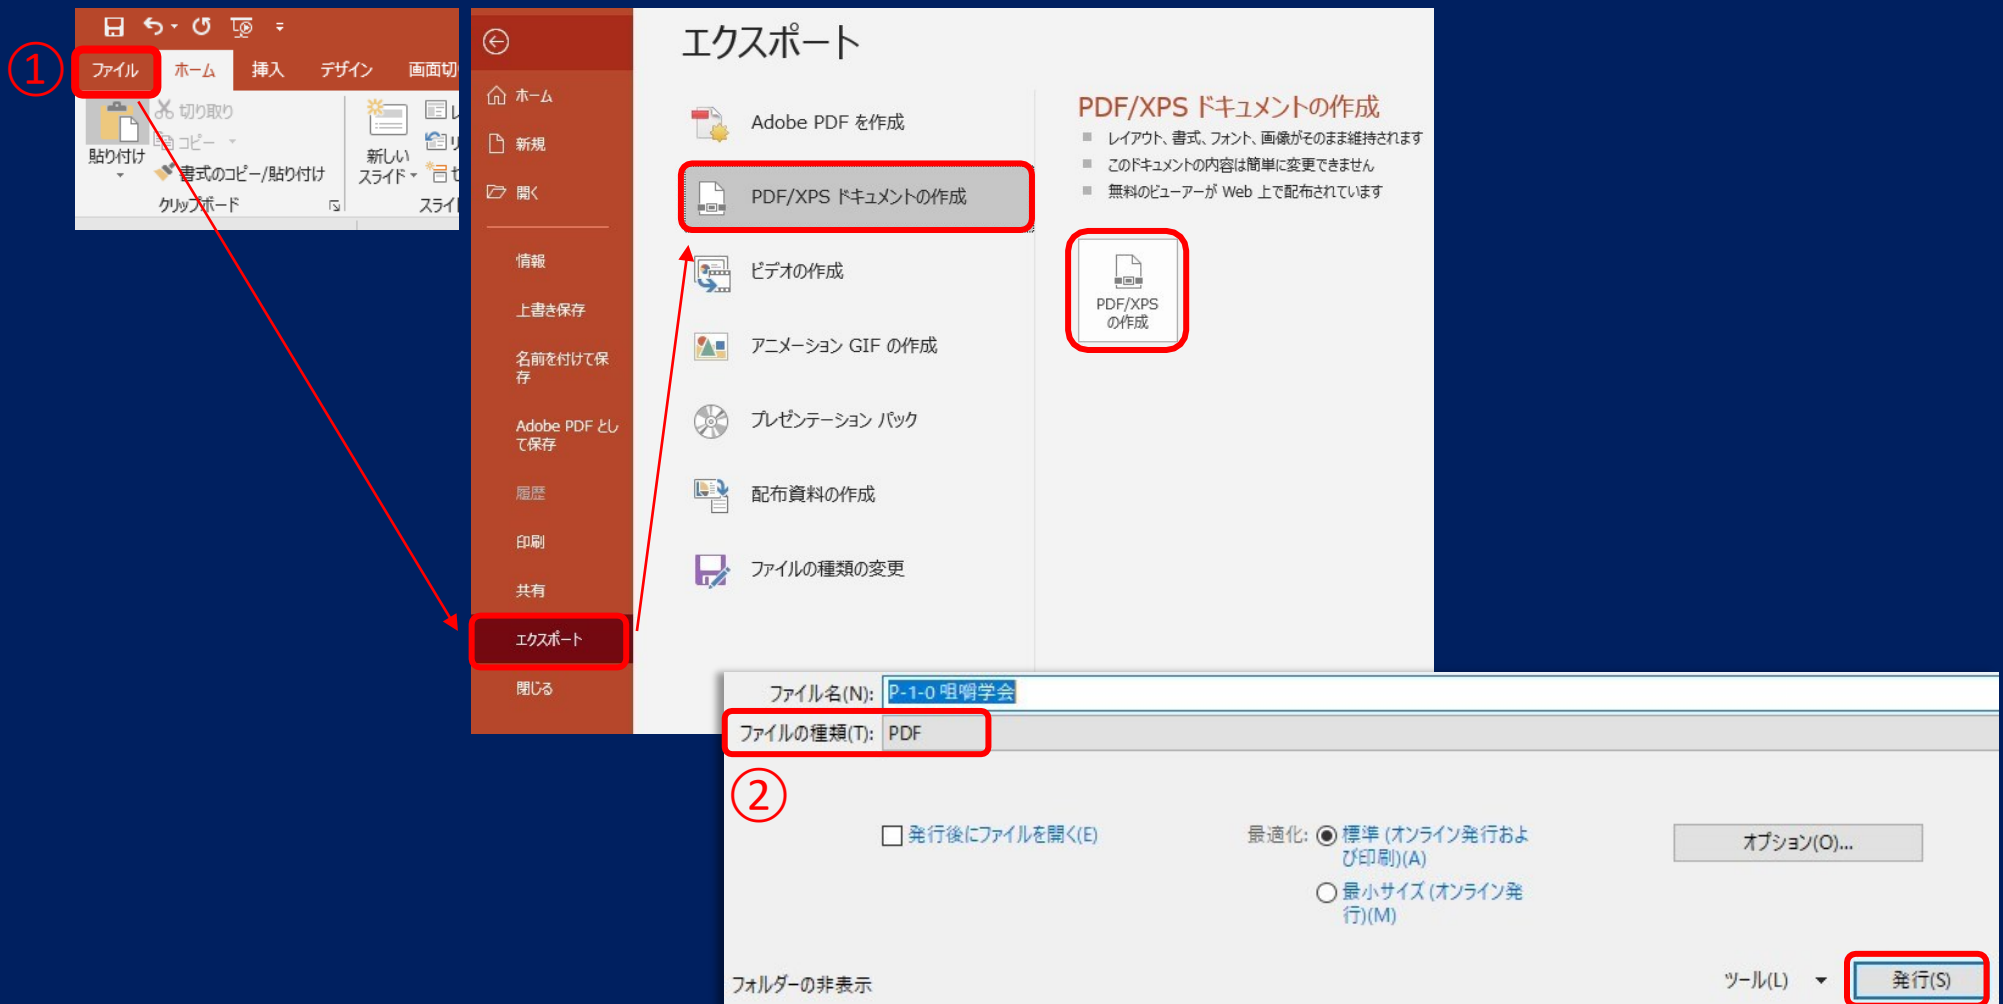 ①
ファイル
ホーム
挿入
デザイン
画面切
貼り付け
切り取り
コピー
書式のコピー/貼り付け
クリップボード
新しい
スライド
レ
リ
セ
スライ
ホーム
新規
開く
情報
上書き保存
名前を付けて保
存
Adobe PDF とし
て保存
履歴
印刷
共有
エクスポート
閉じる
エクスポート
Adobe PDF を作成
PDF/XPS ドキュメントの作成
ビデオの作成
アニメーション GIF の作成
プレゼンテーション パック
配布資料の作成
ファイルの種類の変更
PDF/XPS ドキュメントの作成
レイアウト、書式、フォント、画像がそのまま維持されます
このドキュメントの内容は簡単に変更できません
無料のビューアーが Web 上で配布されています
PDF/XPS
の作成
ファイル名(N): P-1-0 咀嚼学会
ファイルの種類(T): PDF
②
発行後にファイルを開く(E)
最適化: 標準 (オンライン発行およ
び印刷)(A)
最小サイズ (オンライン発
行)(M)
オプション(O)...
フォルダーの非表示
ツール(L)
発行(S)